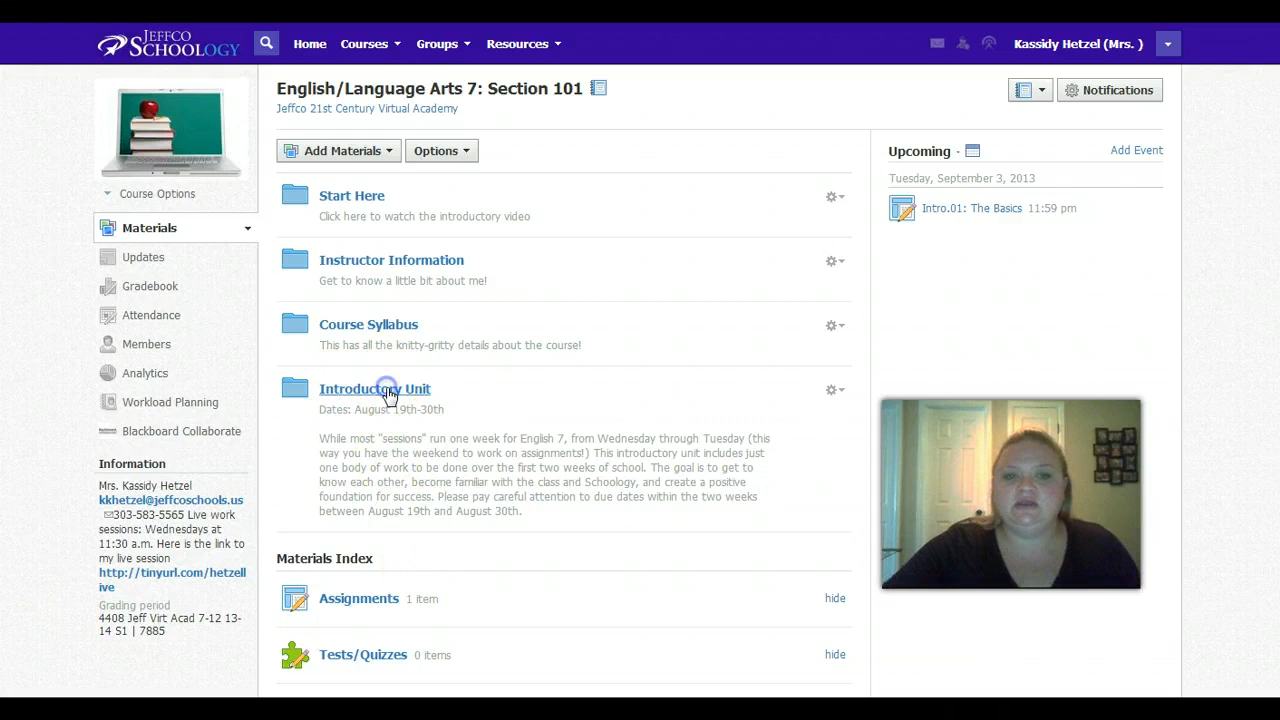 JEFFCO
SCHOOLOGY
Home Courses Groups Resources
Kassidy Hetzel (Mrs. )
English/Language Arts 7: Section 101
Jeffco 21st Century Virtual Academy
Notifications
Add Materials Options
Upcoming - Add Event
Tuesday, September 3, 2013
Intro.01: The Basics 11:59 pm
Course Options
Materials
Updates
Gradebook
Attendance
Members
Analytics
Workload Planning
Blackboard Collaborate
Information
Mrs. Kassidy Hetzel
kkhetzel@jeffcoschools.us
303-583-5565 Live work
sessions: Wednesdays at
11:30 a.m. Here is the link to
my live session
http://tinyurl.com/hetzell
ive
Grading period
4408 Jeff Virt Acad 7-12 13-
14 S1 | 7885
Start Here
Click here to watch the introductory video
Instructor Information
Get to know a little bit about me!
Course Syllabus
This has all the knitty-gritty details about the course!
Introductory Unit
Dates: August 19th-30th
While most "sessions" run one week for English 7, from Wednesday through Tuesday (this
way you have the weekend to work on assignments!) This introductory unit includes just
one body of work to be done over the first two weeks of school. The goal is to get to
know each other, become familiar with the class and Schoology, and create a positive
foundation for success. Please pay careful attention to due dates within the two weeks
between August 19th and August 30th.
Materials Index
Assignments 1 item hide
Tests/Quizzes 0 items hide